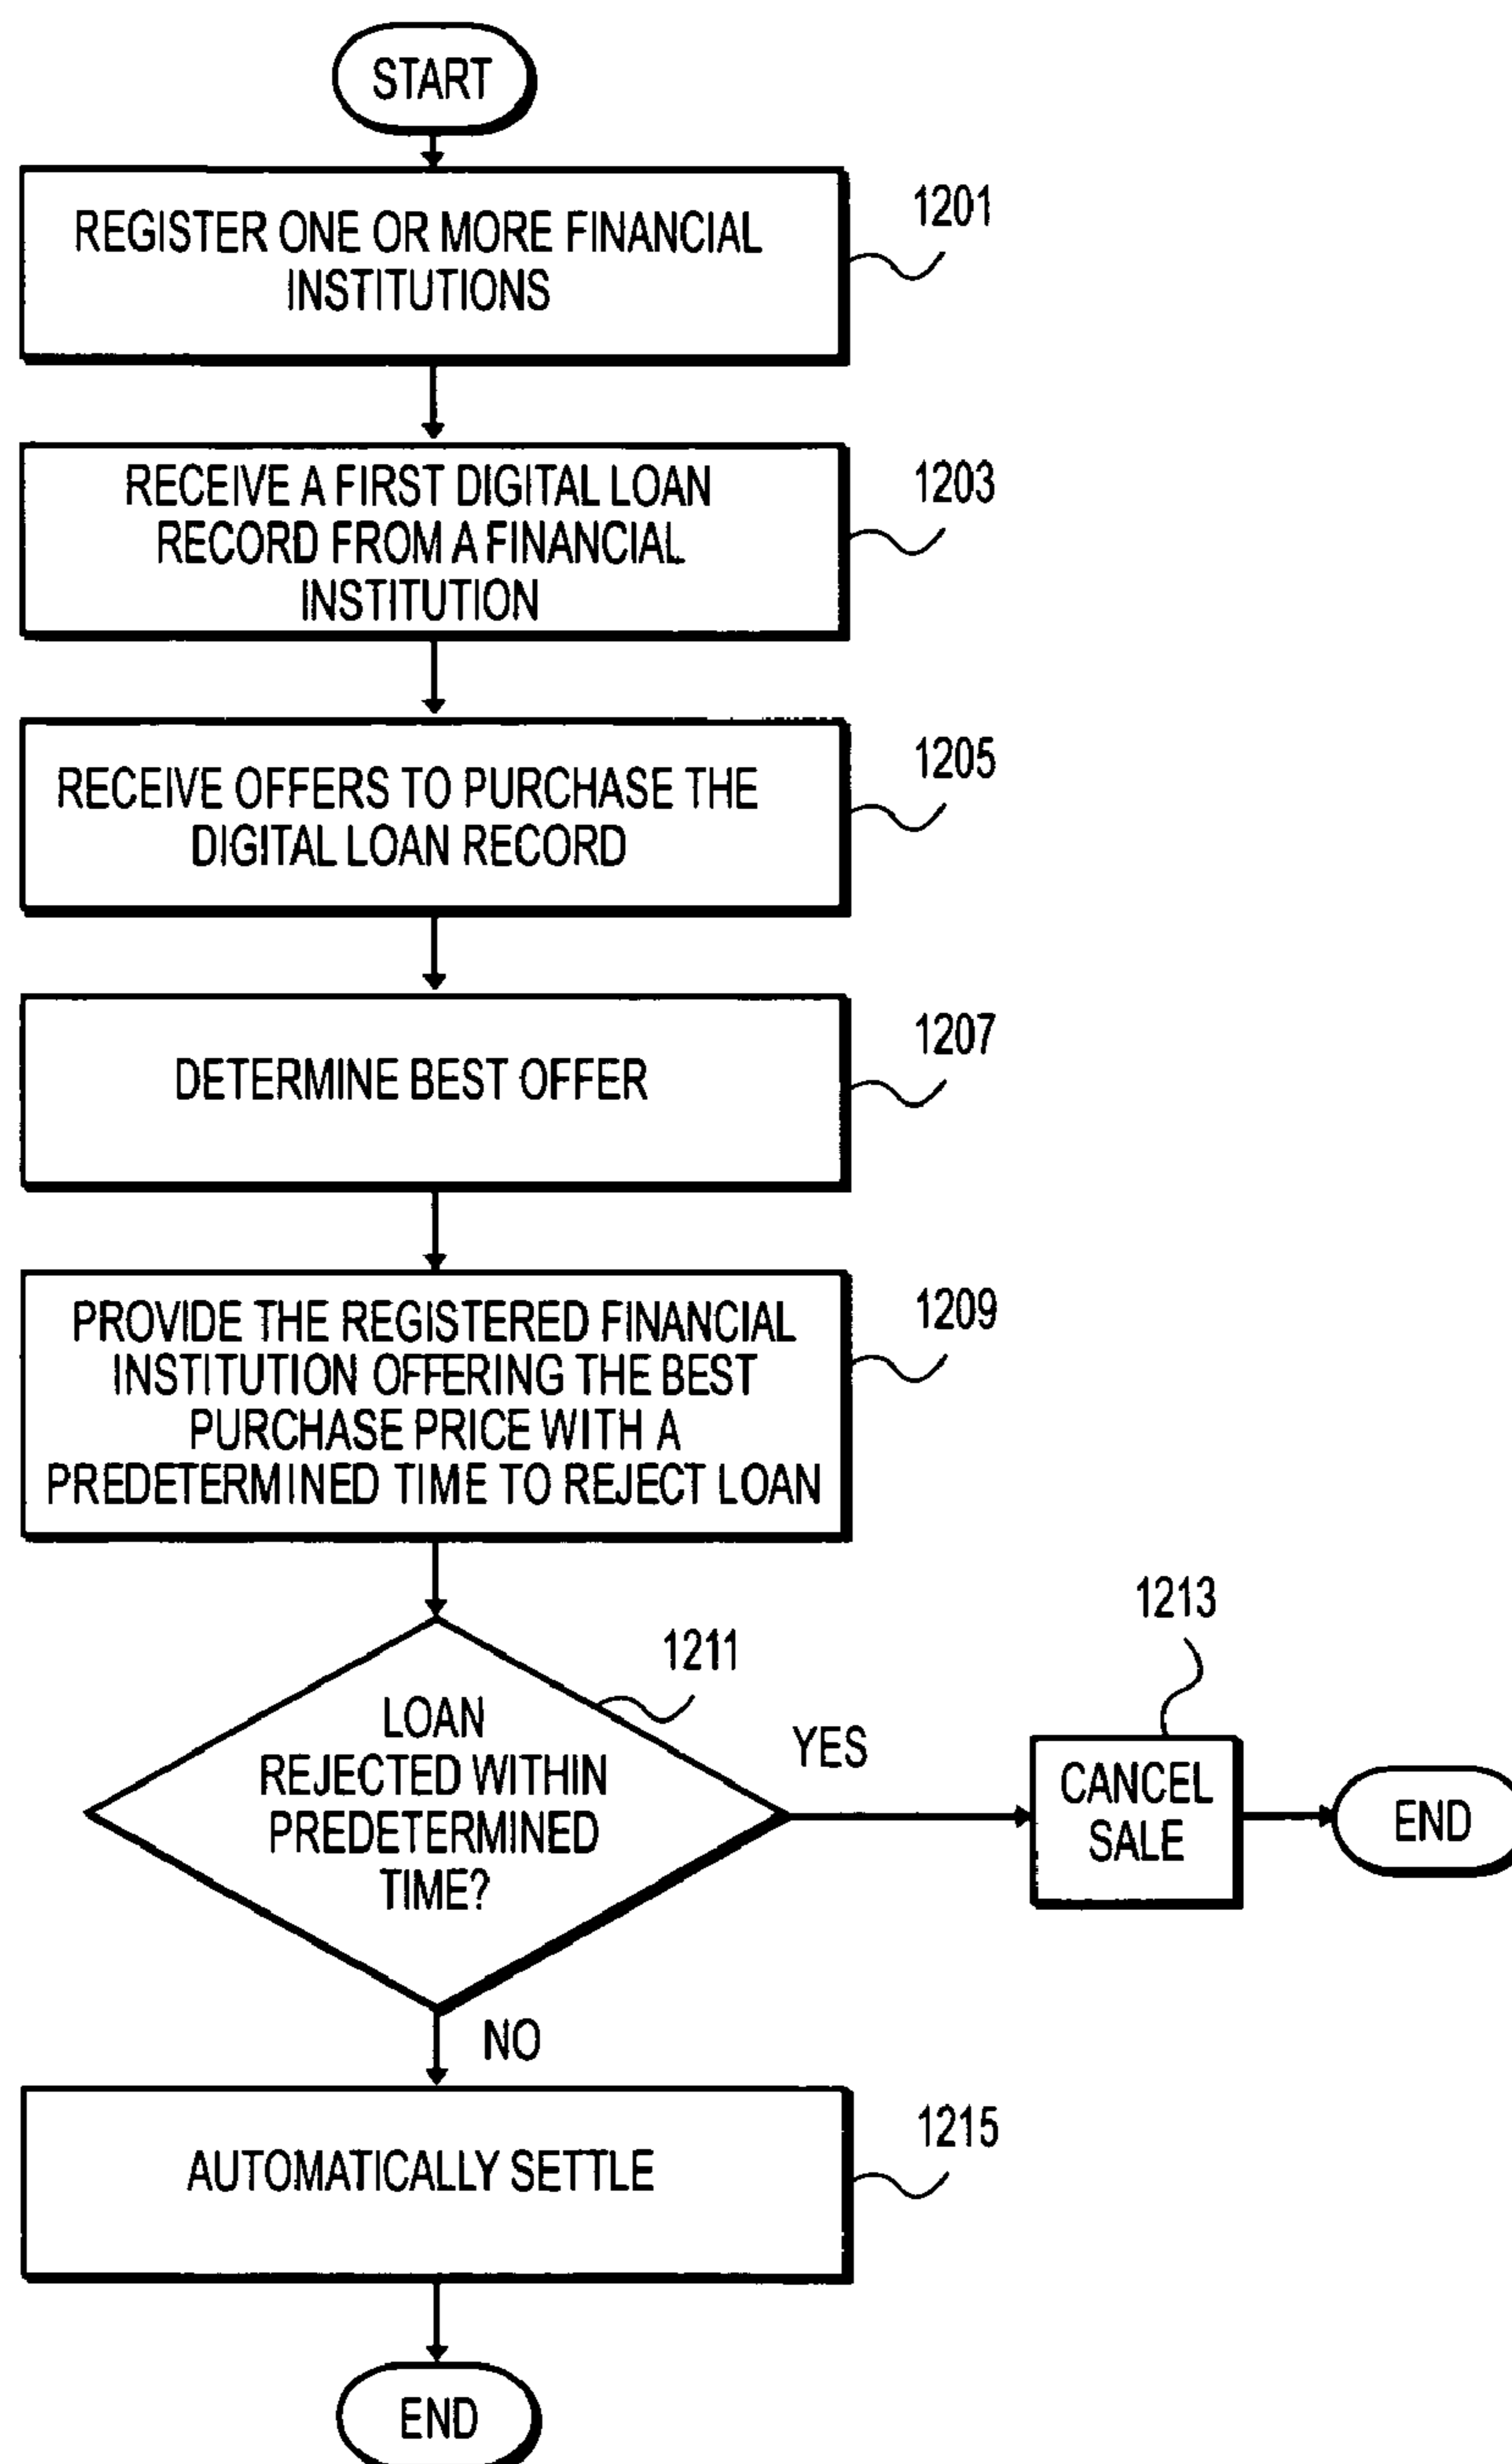 START
1201
REGISTER ONE OR MORE FINANCIAL
INSTITUTIONS
1203
RECEIVE A FIRST DIGITAL LOAN
RECORD FROM A FINANCIAL
INSTITUTION
1205
RECEIVE OFFERS TO PURCHASE THE
DIGITAL LOAN RECORD
1207
DETERMINE BEST OFFER
1209
PROVIDE THE REGISTERED FINANCIAL
INSTITUTION OFFERING THE BEST
PURCHASE PRICE WITH A
PREDETERMINED TIME TO REJECT LOAN
1211
LOAN
REJECTED WITHIN
PREDETERMINED
TIME?
YES
1213
CANCEL
SALE
END
NO
1215
AUTOMATICALLY SETTLE
END